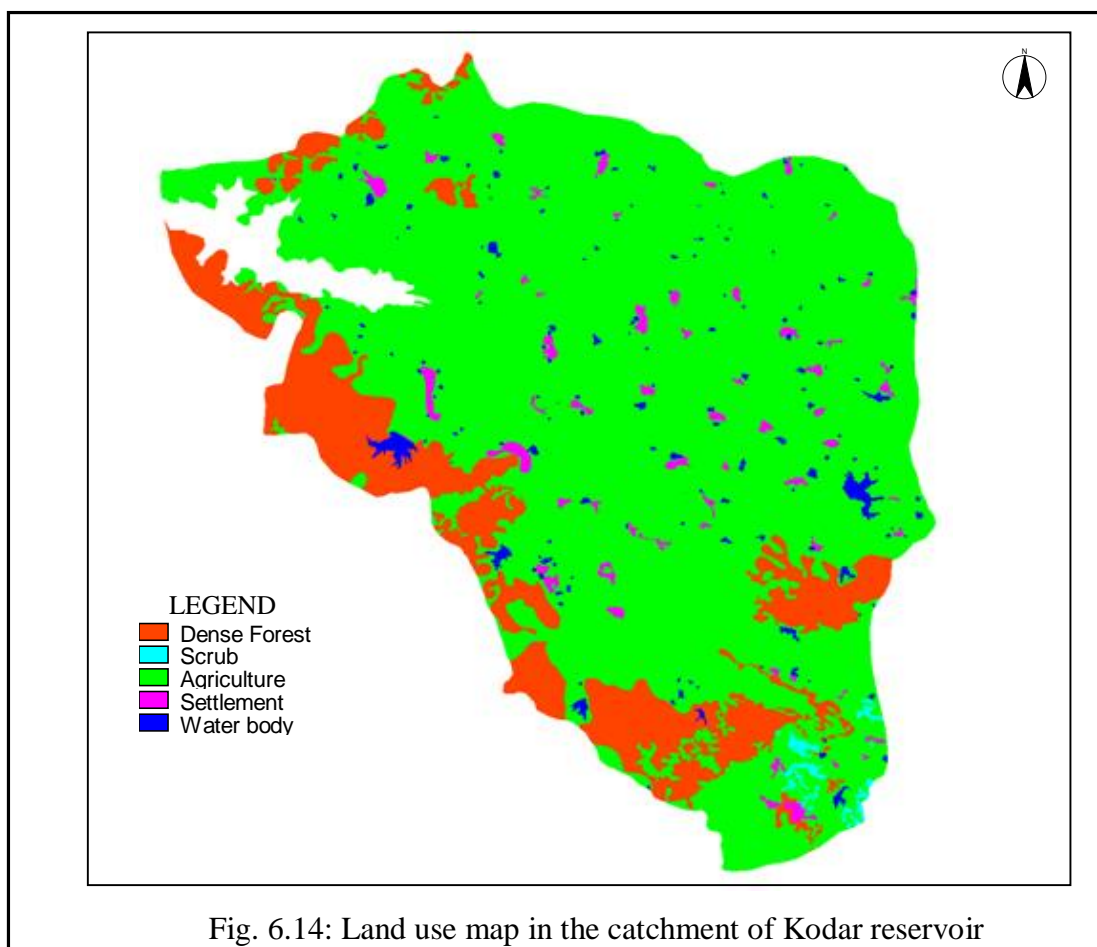 N
LEGEND
Dense Forest
Scrub
Agriculture
Settlement
Water body
Fig. 6.14: Land use map in the catchment of Kodar reservoir